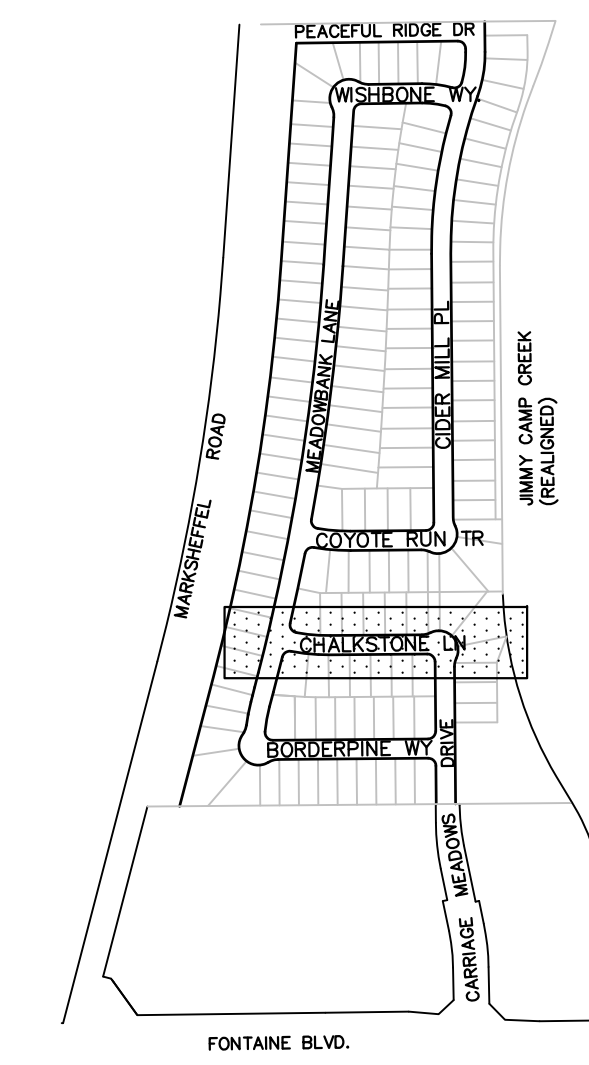 PEACEFUL RIDGE DR
WISHBONE WY.
MEADOWBANK LANE
CIDER MILL PL
JIMMY CAMP CREEK
(REALIGNED)
MARKSHEFFEL ROAD
COYOTE RUN TR
CHALKSTONE LN
BORDERPINE WY
CARRIAGE MEADOWS DRIVE
FONTAINE BLVD.